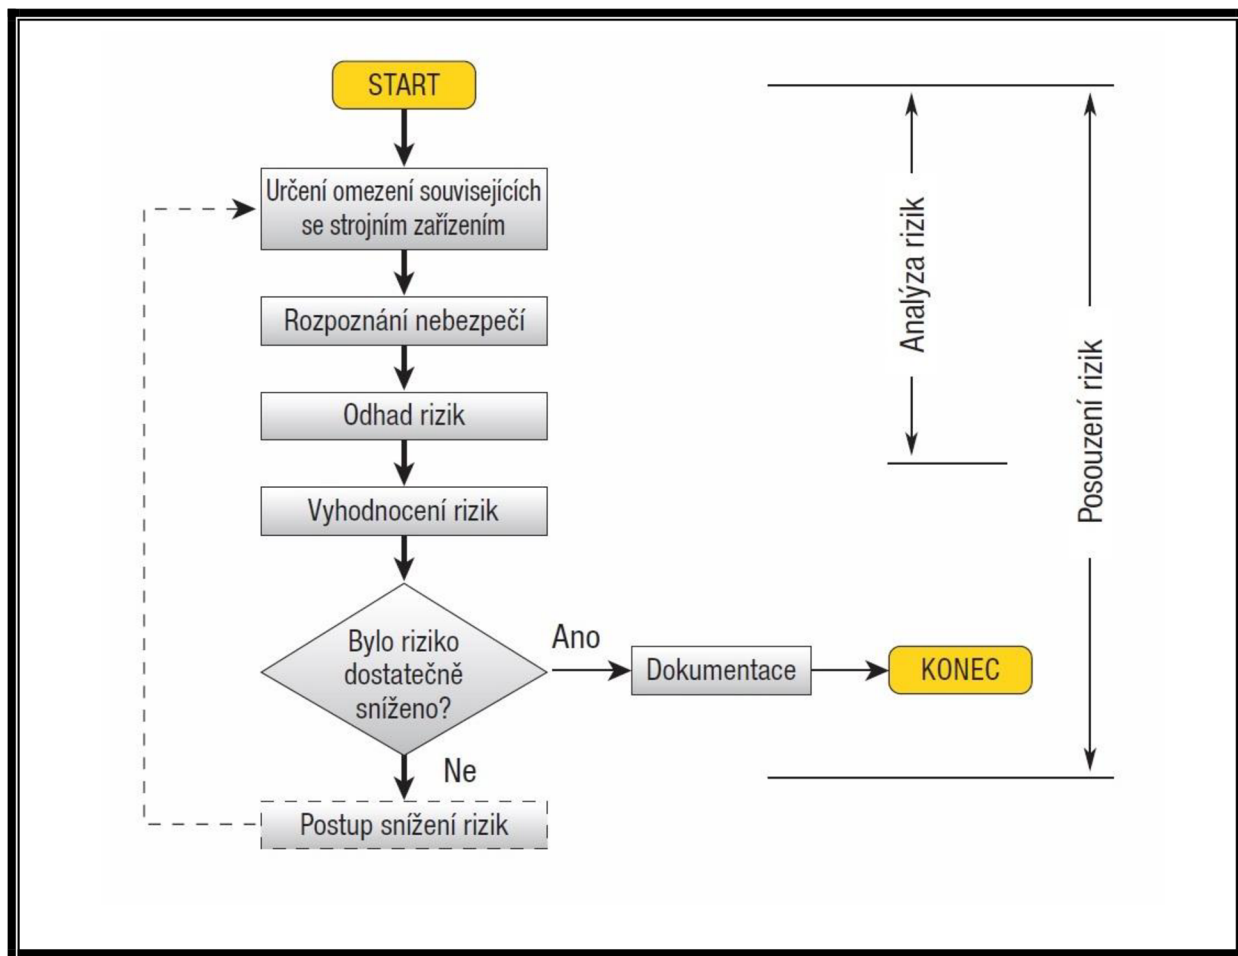 START
Určení omezení souvisejících
se strojním zařízením
Rozpoznání nebezpečí
Odhad rizik
Vyhodnocení rizik
Bylo riziko
dostatečně
sníženo?
Ano
Dokumentace
KONEC
Ne
Postup snížení rizik
Analýza rizik
Posouzení rizik